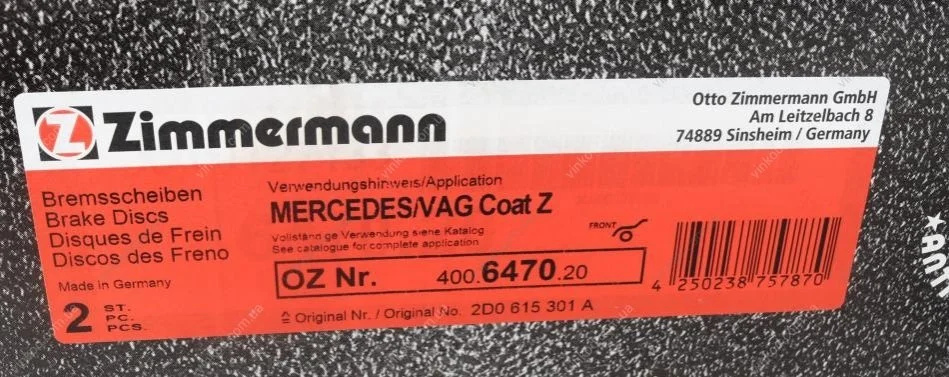 Z Zimmermann
Otto Zimmermann GmbH
Am Leitzelbach 8
74889 Sinsheim / Germany
Bremsscheiben
Brake Discs
Disques de Frein
Discos des Freno
Made in Germany
2 ST.
PC.
PCS.
Verwendungshinweis/Application
MERCEDES/VAG Coat Z
Vollständige Verwendung siehe Katalog
See catalogue for complete application
FRONT
OZ Nr. 400.6470.20
≙ Original Nr. / Original No. 2D0 615 301 A
4 250238 757870